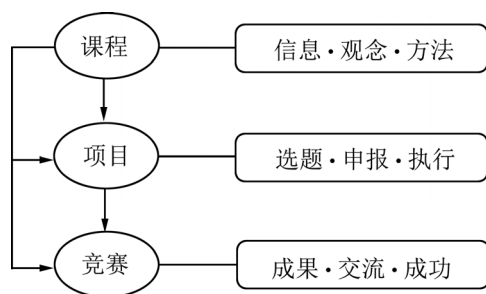 课程
信息·观念·方法
项目
选题·申报·执行
竞赛
成果·交流·成功